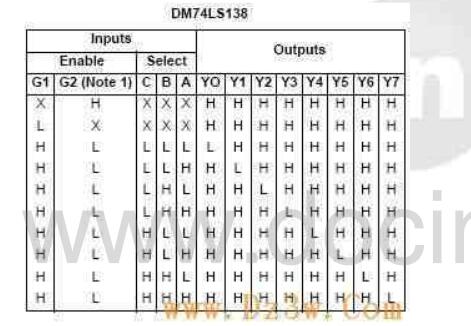 DM74LS138
Inputs Outputs
Enable Select
G1 G2 (Note 1) C B A YO Y1 Y2 Y3 Y4 Y5 Y6 Y7
X H X X X H H H H H H H H
L X X X X H H H H H H H H
H L L L L L H H H H H H H
H L L L H H L H H H H H H
H L L H L H H L H H H H H
H L L H H H H H L H H H H
H L H L L H H H H L H H H
H L H L H H H H H H L H H
H L H H L H H H H H H L H
H L H H H H H H H H H H L
www.docin
www.Dz3w.Com